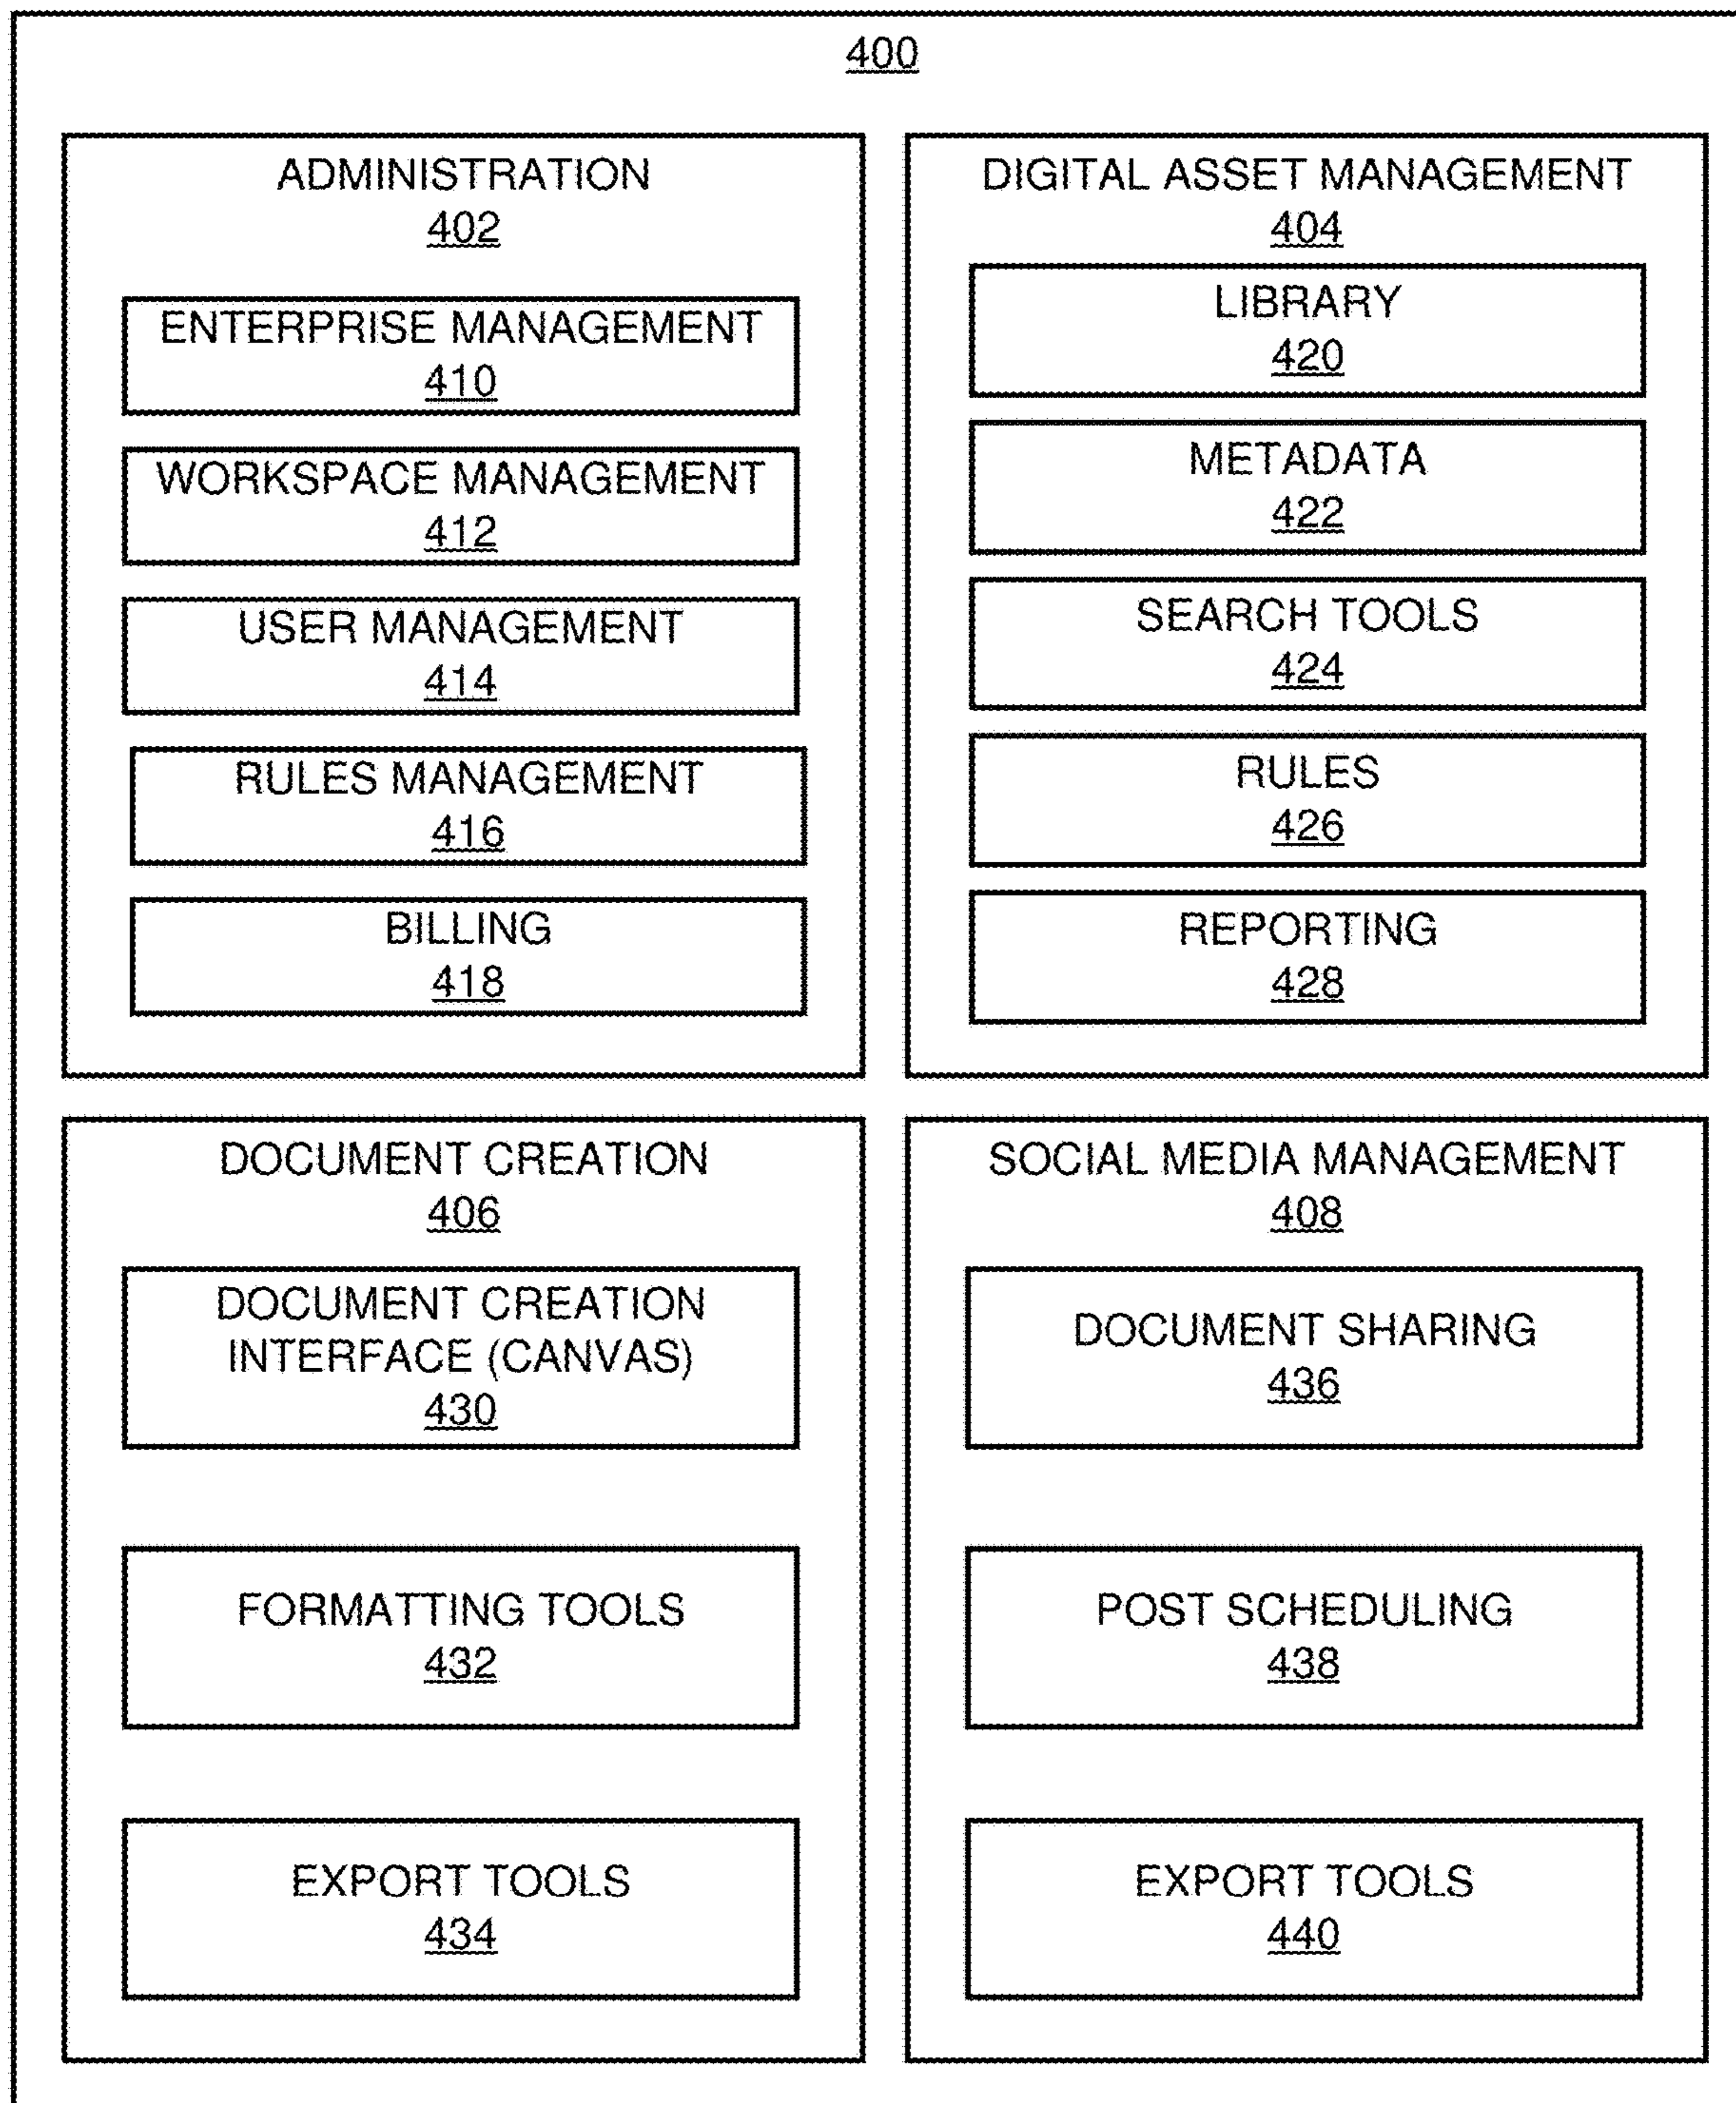 400
ADMINISTRATION
402
ENTERPRISE MANAGEMENT
410
WORKSPACE MANAGEMENT
412
USER MANAGEMENT
414
RULES MANAGEMENT
416
BILLING
418
DIGITAL ASSET MANAGEMENT
404
LIBRARY
420
METADATA
422
SEARCH TOOLS
424
RULES
426
REPORTING
428
DOCUMENT CREATION
406
DOCUMENT CREATION
INTERFACE (CANVAS)
430
FORMATTING TOOLS
432
EXPORT TOOLS
434
SOCIAL MEDIA MANAGEMENT
408
DOCUMENT SHARING
436
POST SCHEDULING
438
EXPORT TOOLS
440